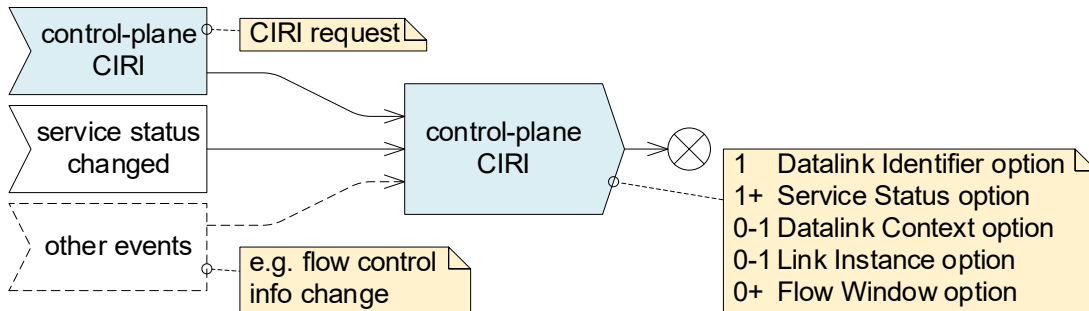 control-plane
CIRI
CIRI request
service status
changed
other events
e.g. flow control
info change
control-plane
CIRI
1 Datalink Identifier option
1+ Service Status option
0-1 Datalink Context option
0-1 Link Instance option
0+ Flow Window option